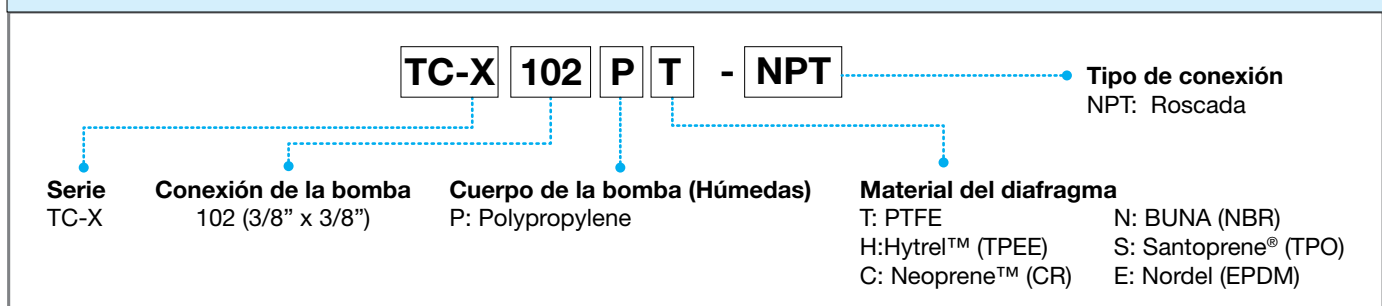 TC-X 102 P T - NPT
Tipo de conexión
NPT: Roscada
Serie
TC-X
Conexión de la bomba
102 (3/8” x 3/8”)
Cuerpo de la bomba (Húmedas)
P: Polypropylene
Material del diafragma
T: PTFE
H:Hytrel™ (TPEE)
C: Neoprene™ (CR)
N: BUNA (NBR)
S: Santoprene® (TPO)
E: Nordel (EPDM)